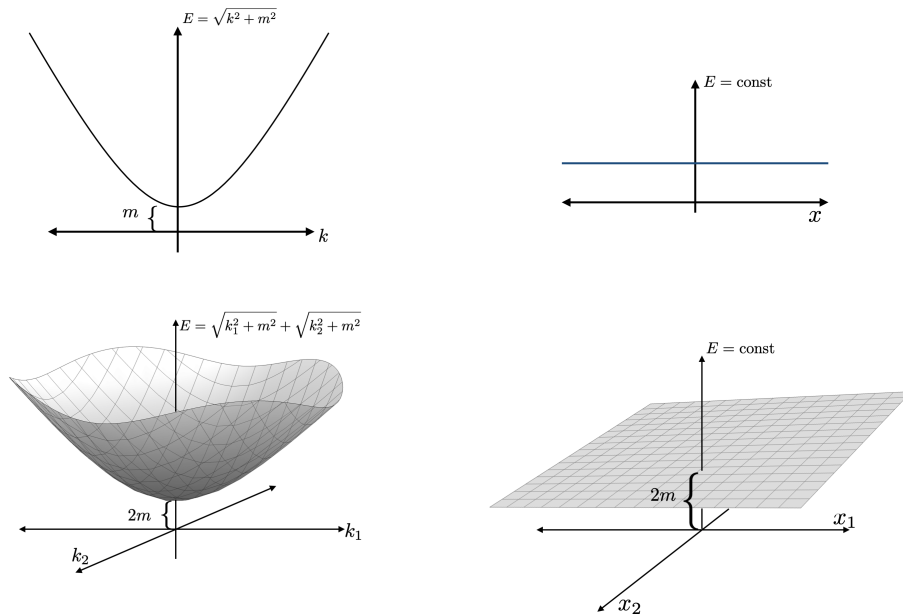 E = √(k² + m²)
m
k
E = const
x
E = √(k₁² + m²) + √(k₂² + m²)
2m
k₁
k₂
E = const
2m
x₁
x₂